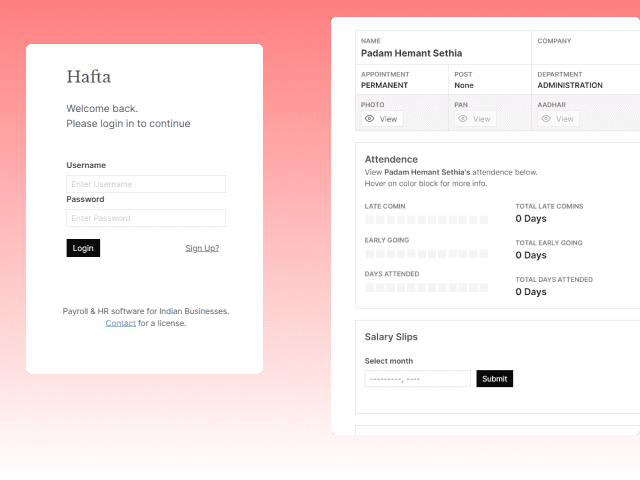 Hafta
Welcome back.
Please login in to continue
Username
Enter Username
Password
Enter Password
Login
Sign Up?
Payroll & HR software for Indian Businesses.
Contact for a license.
NAME
Padam Hemant Sethia
COMPANY
APPOINTMENT
PERMANENT
POST
None
DEPARTMENT
ADMINISTRATION
PHOTO
View
PAN
View
AADHAR
View
Attendence
View Padam Hemant Sethia's attendence below.
Hover on color block for more info.
LATE COMIN
TOTAL LATE COMINS
0 Days
EARLY GOING
TOTAL EARLY GOING
0 Days
DAYS ATTENDED
TOTAL DAYS ATTENDED
0 Days
Salary Slips
Select month
---------, ----
Submit